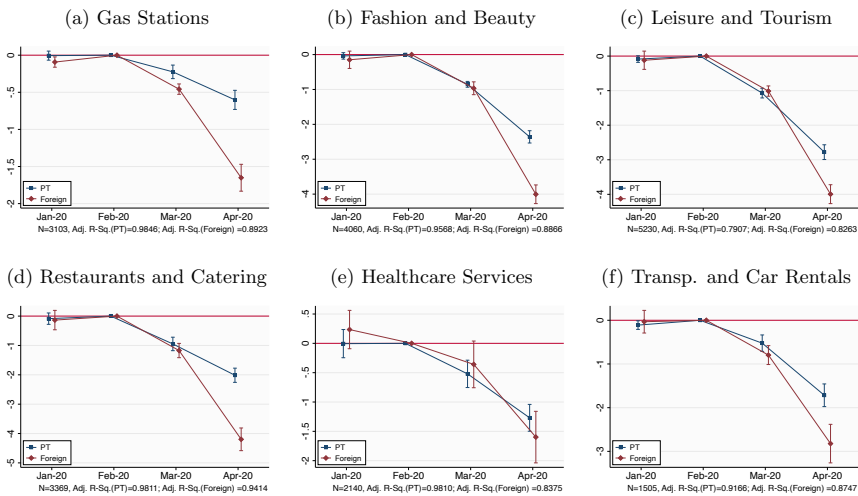 (a) Gas Stations
0
-.5
-1
-1.5
-2
PT
Foreign
Jan-20 Feb-20 Mar-20 Apr-20
N=3103, Adj. R-Sq.(PT)=0.9846; Adj. R-Sq.(Foreign) =0.8923
(b) Fashion and Beauty
0
-1
-2
-3
-4
PT
Foreign
Jan-20 Feb-20 Mar-20 Apr-20
N=4060, Adj. R-Sq.(PT)=0.9568; Adj. R-Sq.(Foreign) =0.8866
(c) Leisure and Tourism
0
-1
-2
-3
-4
PT
Foreign
Jan-20 Feb-20 Mar-20 Apr-20
N=5230, Adj. R-Sq.(PT)=0.7907; Adj. R-Sq.(Foreign) =0.8263
(d) Restaurants and Catering
0
-1
-2
-3
-4
-5
PT
Foreign
Jan-20 Feb-20 Mar-20 Apr-20
N=3369, Adj. R-Sq.(PT)=0.9811; Adj. R-Sq.(Foreign) =0.9414
(e) Healthcare Services
.5
0
-.5
-1
-1.5
-2
PT
Foreign
Jan-20 Feb-20 Mar-20 Apr-20
N=2140, Adj. R-Sq.(PT)=0.9810; Adj. R-Sq.(Foreign) =0.8375
(f) Transp. and Car Rentals
0
-1
-2
-3
PT
Foreign
Jan-20 Feb-20 Mar-20 Apr-20
N=1505, Adj. R-Sq.(PT)=0.9166; Adj. R-Sq.(Foreign) =0.8747